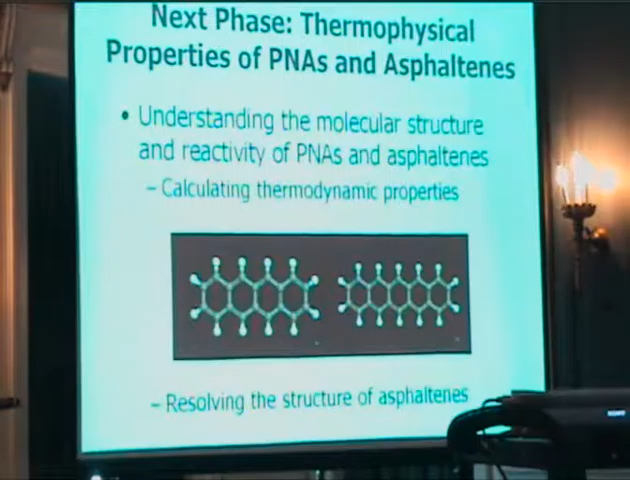 Next Phase: Thermophysical
Properties of PNAs and Asphaltenes
• Understanding the molecular structure
and reactivity of PNAs and asphaltenes
– Calculating thermodynamic properties
– Resolving the structure of asphaltenes
SONY